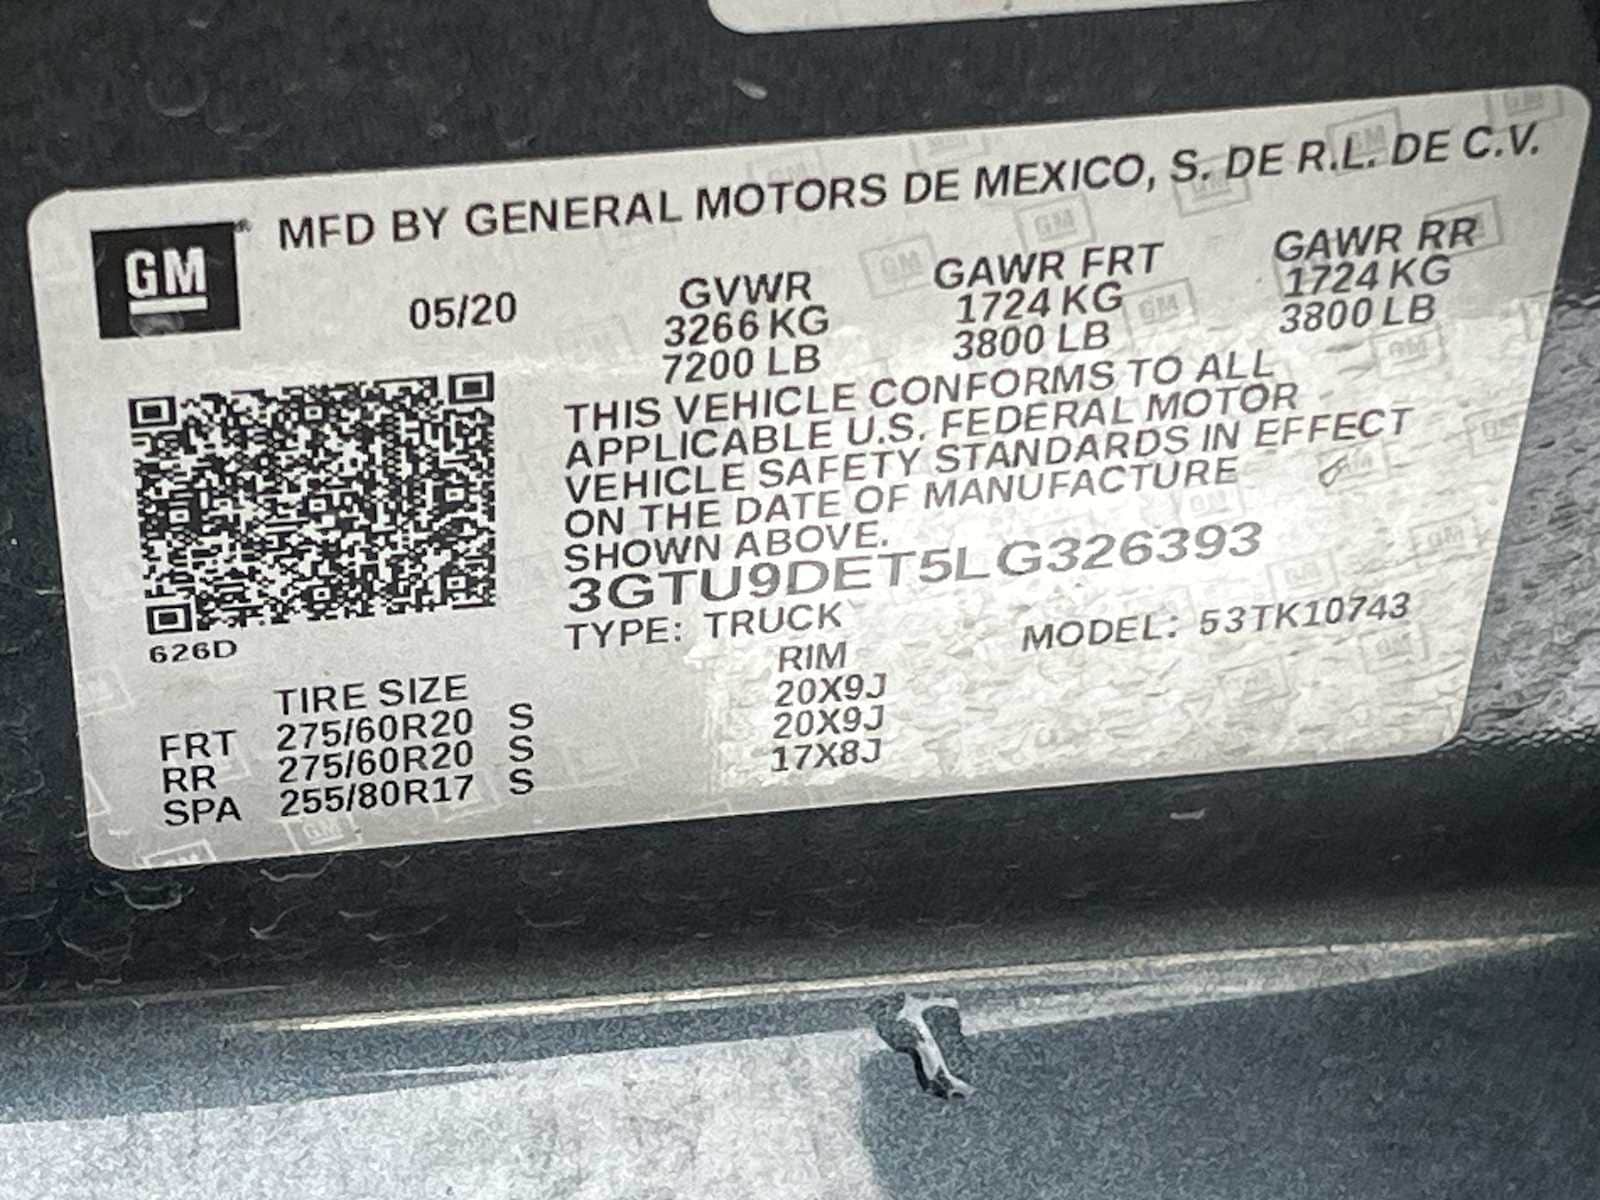 GM
MFD BY GENERAL MOTORS DE MEXICO, S. DE R.L. DE C.V.
05/20
GVWR
3266 KG
7200 LB
GAWR FRT
1724 KG
3800 LB
GAWR RR
1724 KG
3800 LB
THIS VEHICLE CONFORMS TO ALL
APPLICABLE U.S. FEDERAL MOTOR
VEHICLE SAFETY STANDARDS IN EFFECT
ON THE DATE OF MANUFACTURE
SHOWN ABOVE.
3GTU9DET5LG326393
TYPE: TRUCK
MODEL: 53TK10743
626D
TIRE SIZE RIM
FRT 275/60R20 S 20X9J
RR 275/60R20 S 20X9J
SPA 255/80R17 S 17X8J